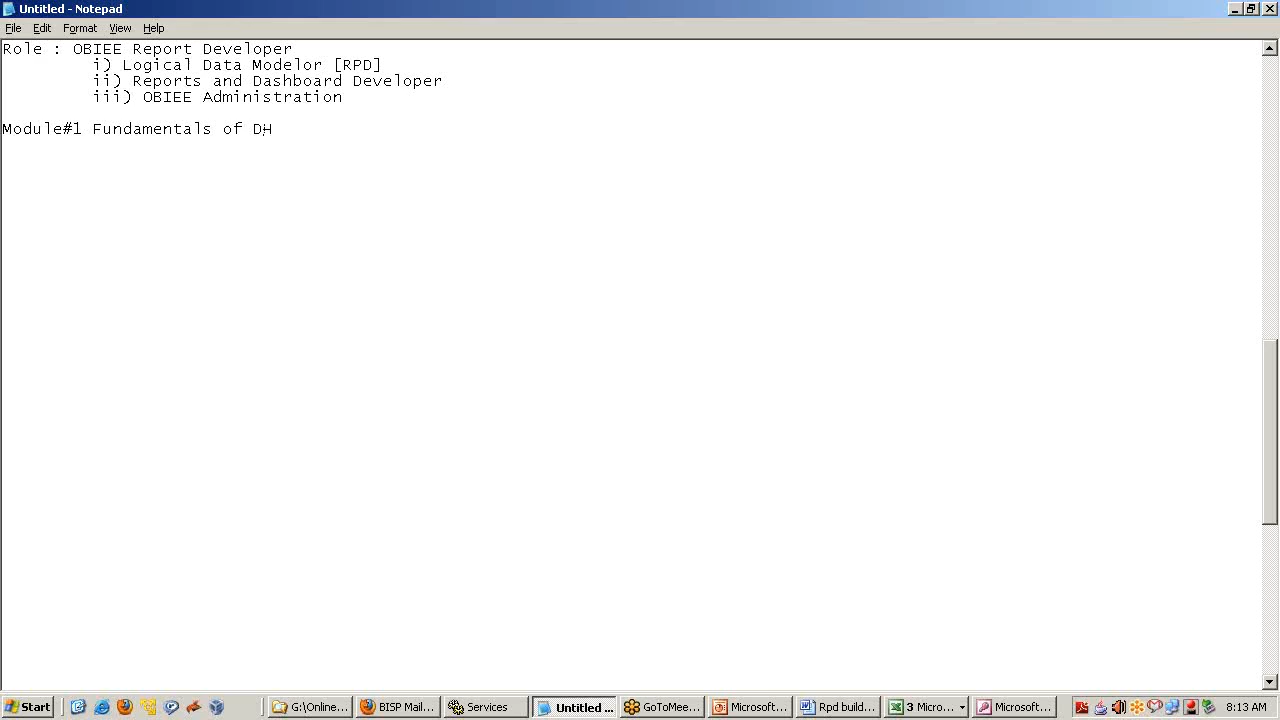 Untitled - Notepad
File Edit Format View Help
Role : OBIEE Report Developer
i) Logical Data Modelor [RPD]
ii) Reports and Dashboard Developer
iii) OBIEE Administration
Module#1 Fundamentals of DH
Start G:\Online... BISP Mail... Services Untitled ... GoToMee... Microsoft... Rpd build... 3 Micro... Microsoft... 8:13 AM